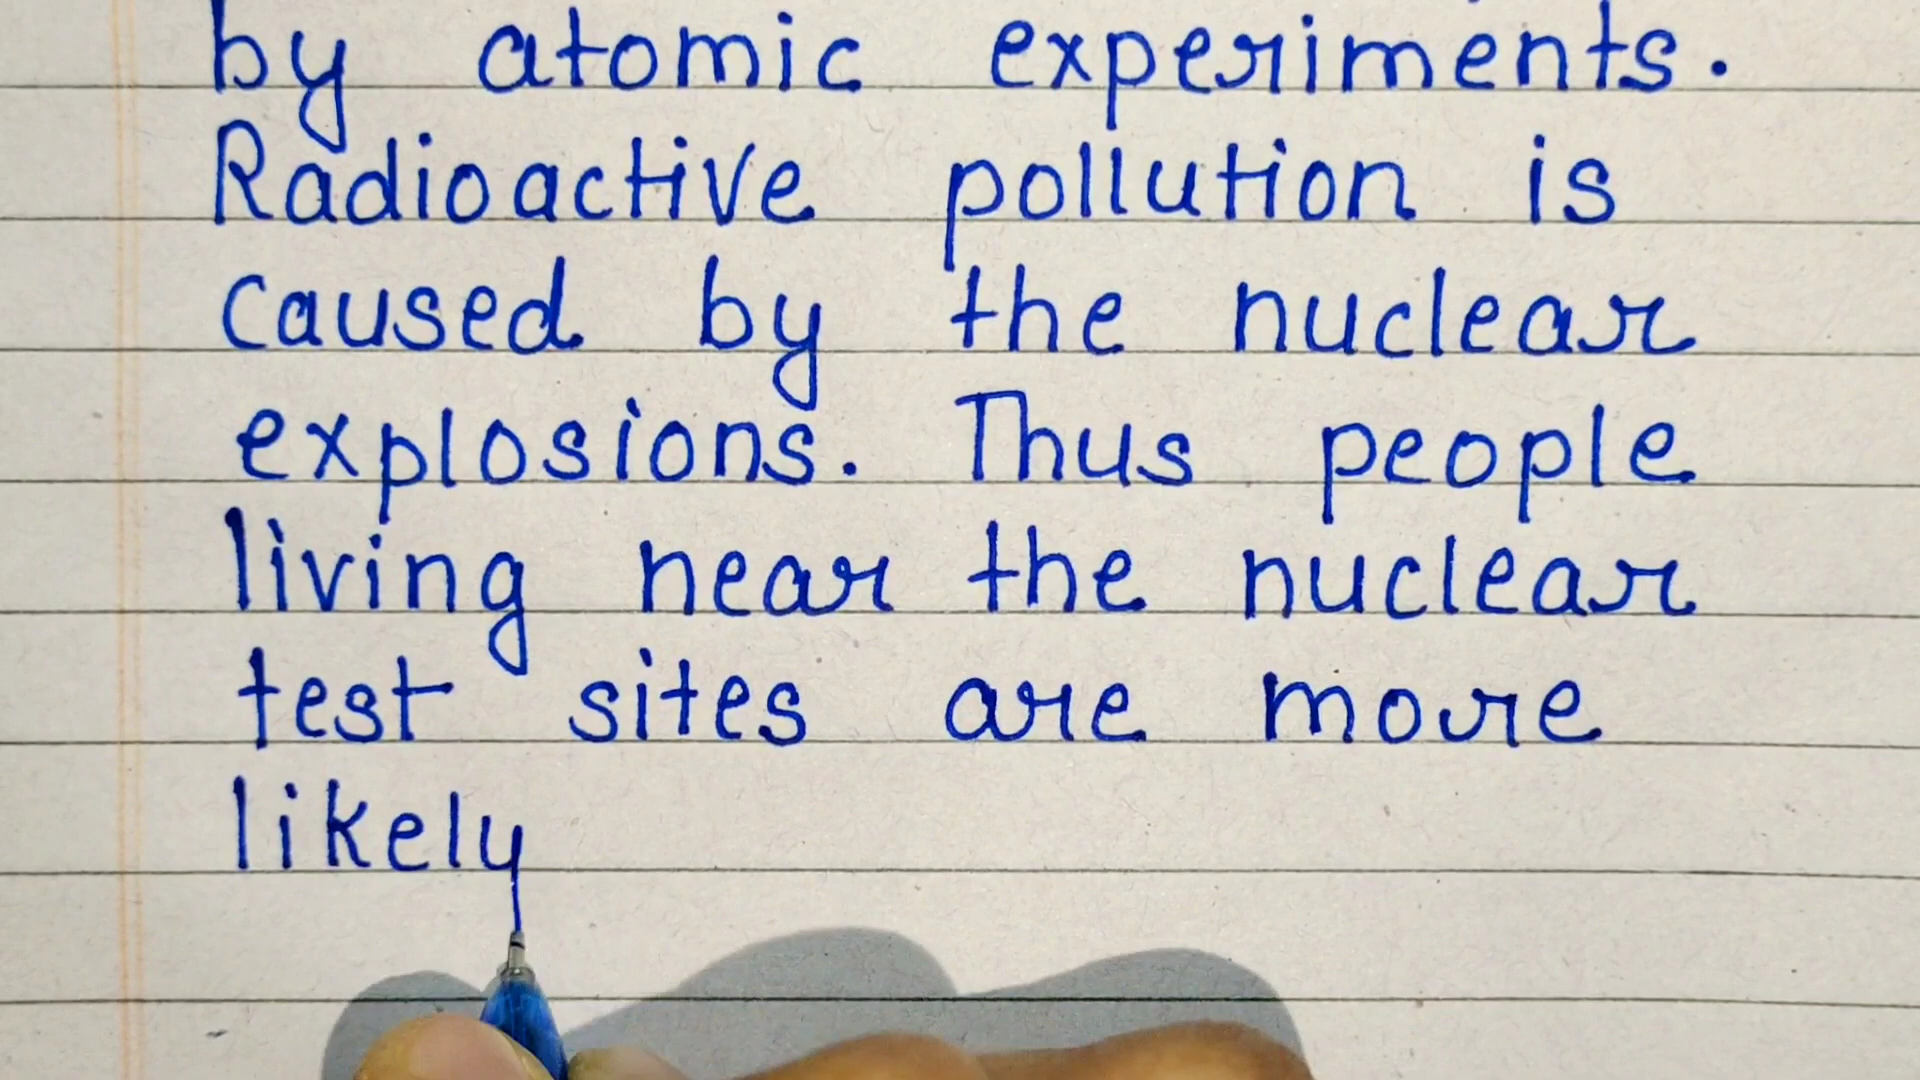 by atomic experiments.
Radioactive pollution is
caused by the nuclear
explosions. Thus people
living near the nuclear
test sites are more
likely